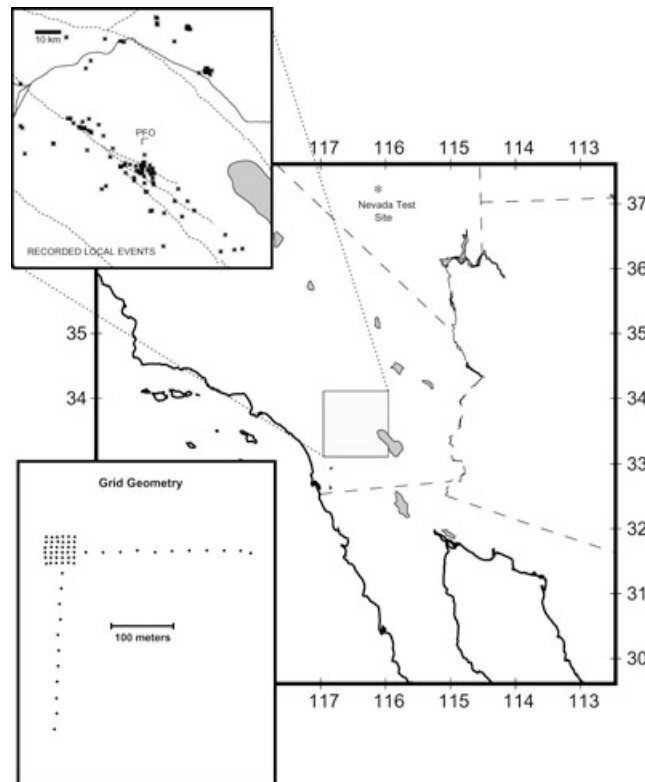 10 km
PFO
RECORDED LOCAL EVENTS
117 116 115 114 113
Nevada Test
Site
37
36
35 35
34 34
33
32
31
30
117 116 115 114 113
Grid Geometry
100 meters